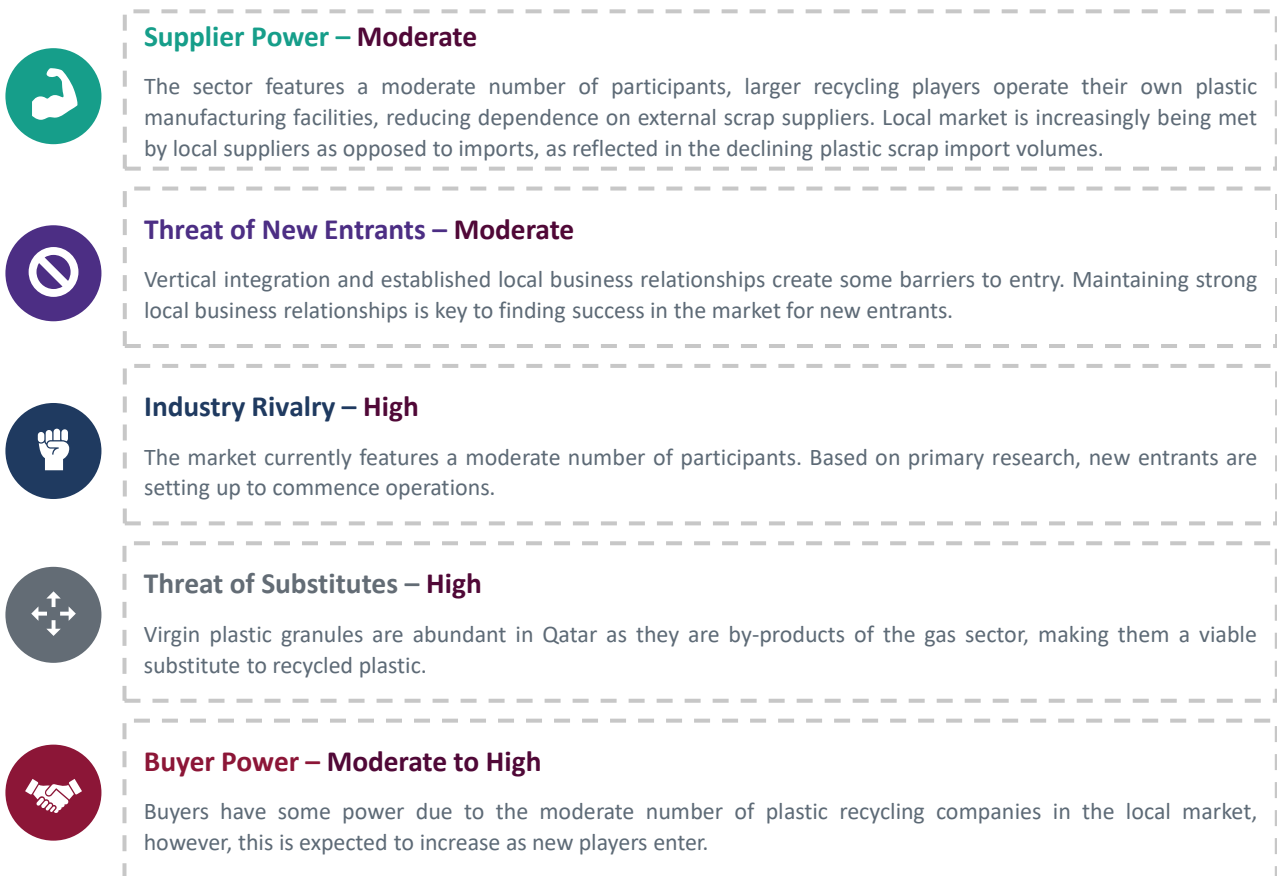 Supplier Power – Moderate
The sector features a moderate number of participants, larger recycling players operate their own plastic
manufacturing facilities, reducing dependence on external scrap suppliers. Local market is increasingly being met
by local suppliers as opposed to imports, as reflected in the declining plastic scrap import volumes.
Threat of New Entrants – Moderate
Vertical integration and established local business relationships create some barriers to entry. Maintaining strong
local business relationships is key to finding success in the market for new entrants.
Industry Rivalry – High
The market currently features a moderate number of participants. Based on primary research, new entrants are
setting up to commence operations.
Threat of Substitutes – High
Virgin plastic granules are abundant in Qatar as they are by-products of the gas sector, making them a viable
substitute to recycled plastic.
Buyer Power – Moderate to High
Buyers have some power due to the moderate number of plastic recycling companies in the local market,
however, this is expected to increase as new players enter.